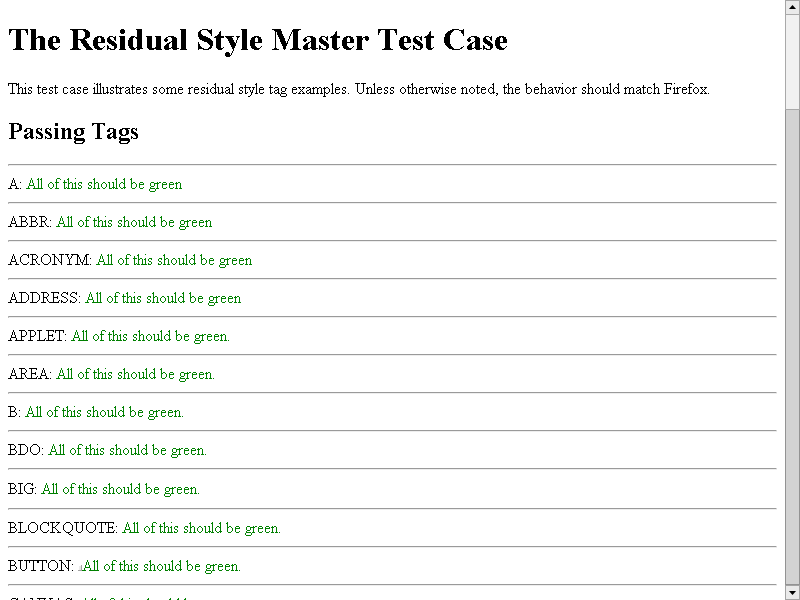 The Residual Style Master Test Case
This test case illustrates some residual style tag examples. Unless otherwise noted, the behavior should match Firefox.
Passing Tags
A: All of this should be green
ABBR: All of this should be green
ACRONYM: All of this should be green
ADDRESS: All of this should be green
APPLET: All of this should be green.
AREA: All of this should be green.
B: All of this should be green.
BDO: All of this should be green.
BIG: All of this should be green.
BLOCKQUOTE: All of this should be green.
BUTTON: All of this should be green.